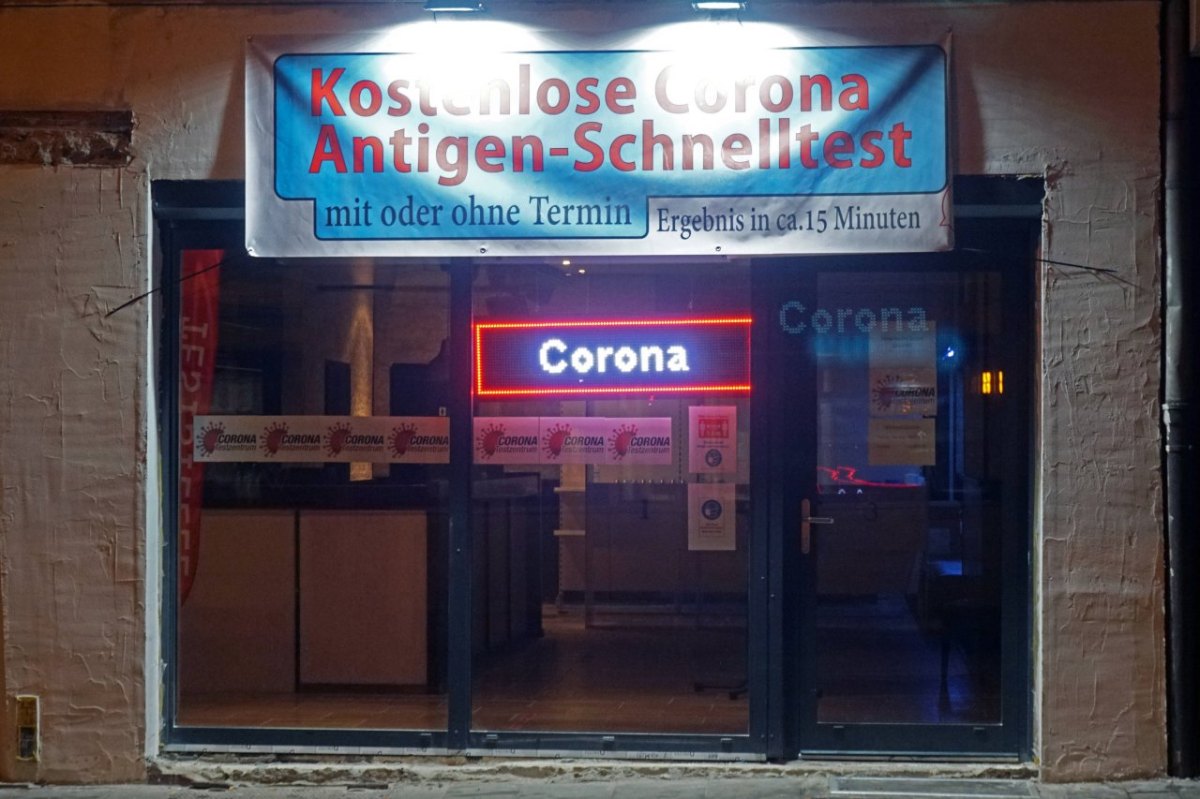 Kostenlose Corona
Antigen-Schnelltest
mit oder ohne Termin
Ergebnis in ca.15 Minuten
Corona
Corona
CORONA
Testzentrum
CORONA
Testzentrum
CORONA
Testzentrum
CORONA
Testzentrum
CORONA
Testzentrum
CORONA
Testzentrum
CORONA
Testzentrum
CORONA